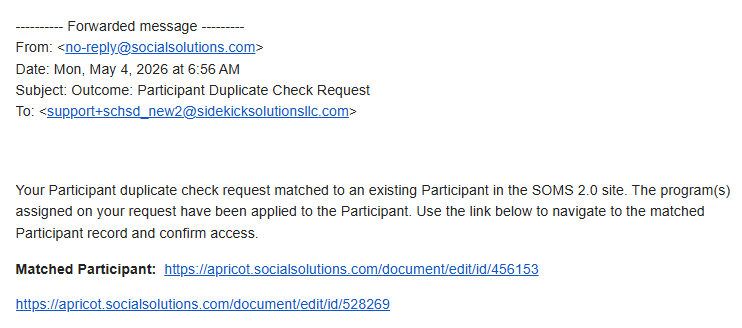 ---------- Forwarded message ---------
From: <no-reply@socialsolutions.com>
Date: Mon, May 4, 2026 at 6:56 AM
Subject: Outcome: Participant Duplicate Check Request
To: <support+schsd_new2@sidekicksolutionsllc.com>
Your Participant duplicate check request matched to an existing Participant in the SOMS 2.0 site. The program(s)
assigned on your request have been applied to the Participant. Use the link below to navigate to the matched
Participant record and confirm access.
Matched Participant: https://apricot.socialsolutions.com/document/edit/id/456153
https://apricot.socialsolutions.com/document/edit/id/528269